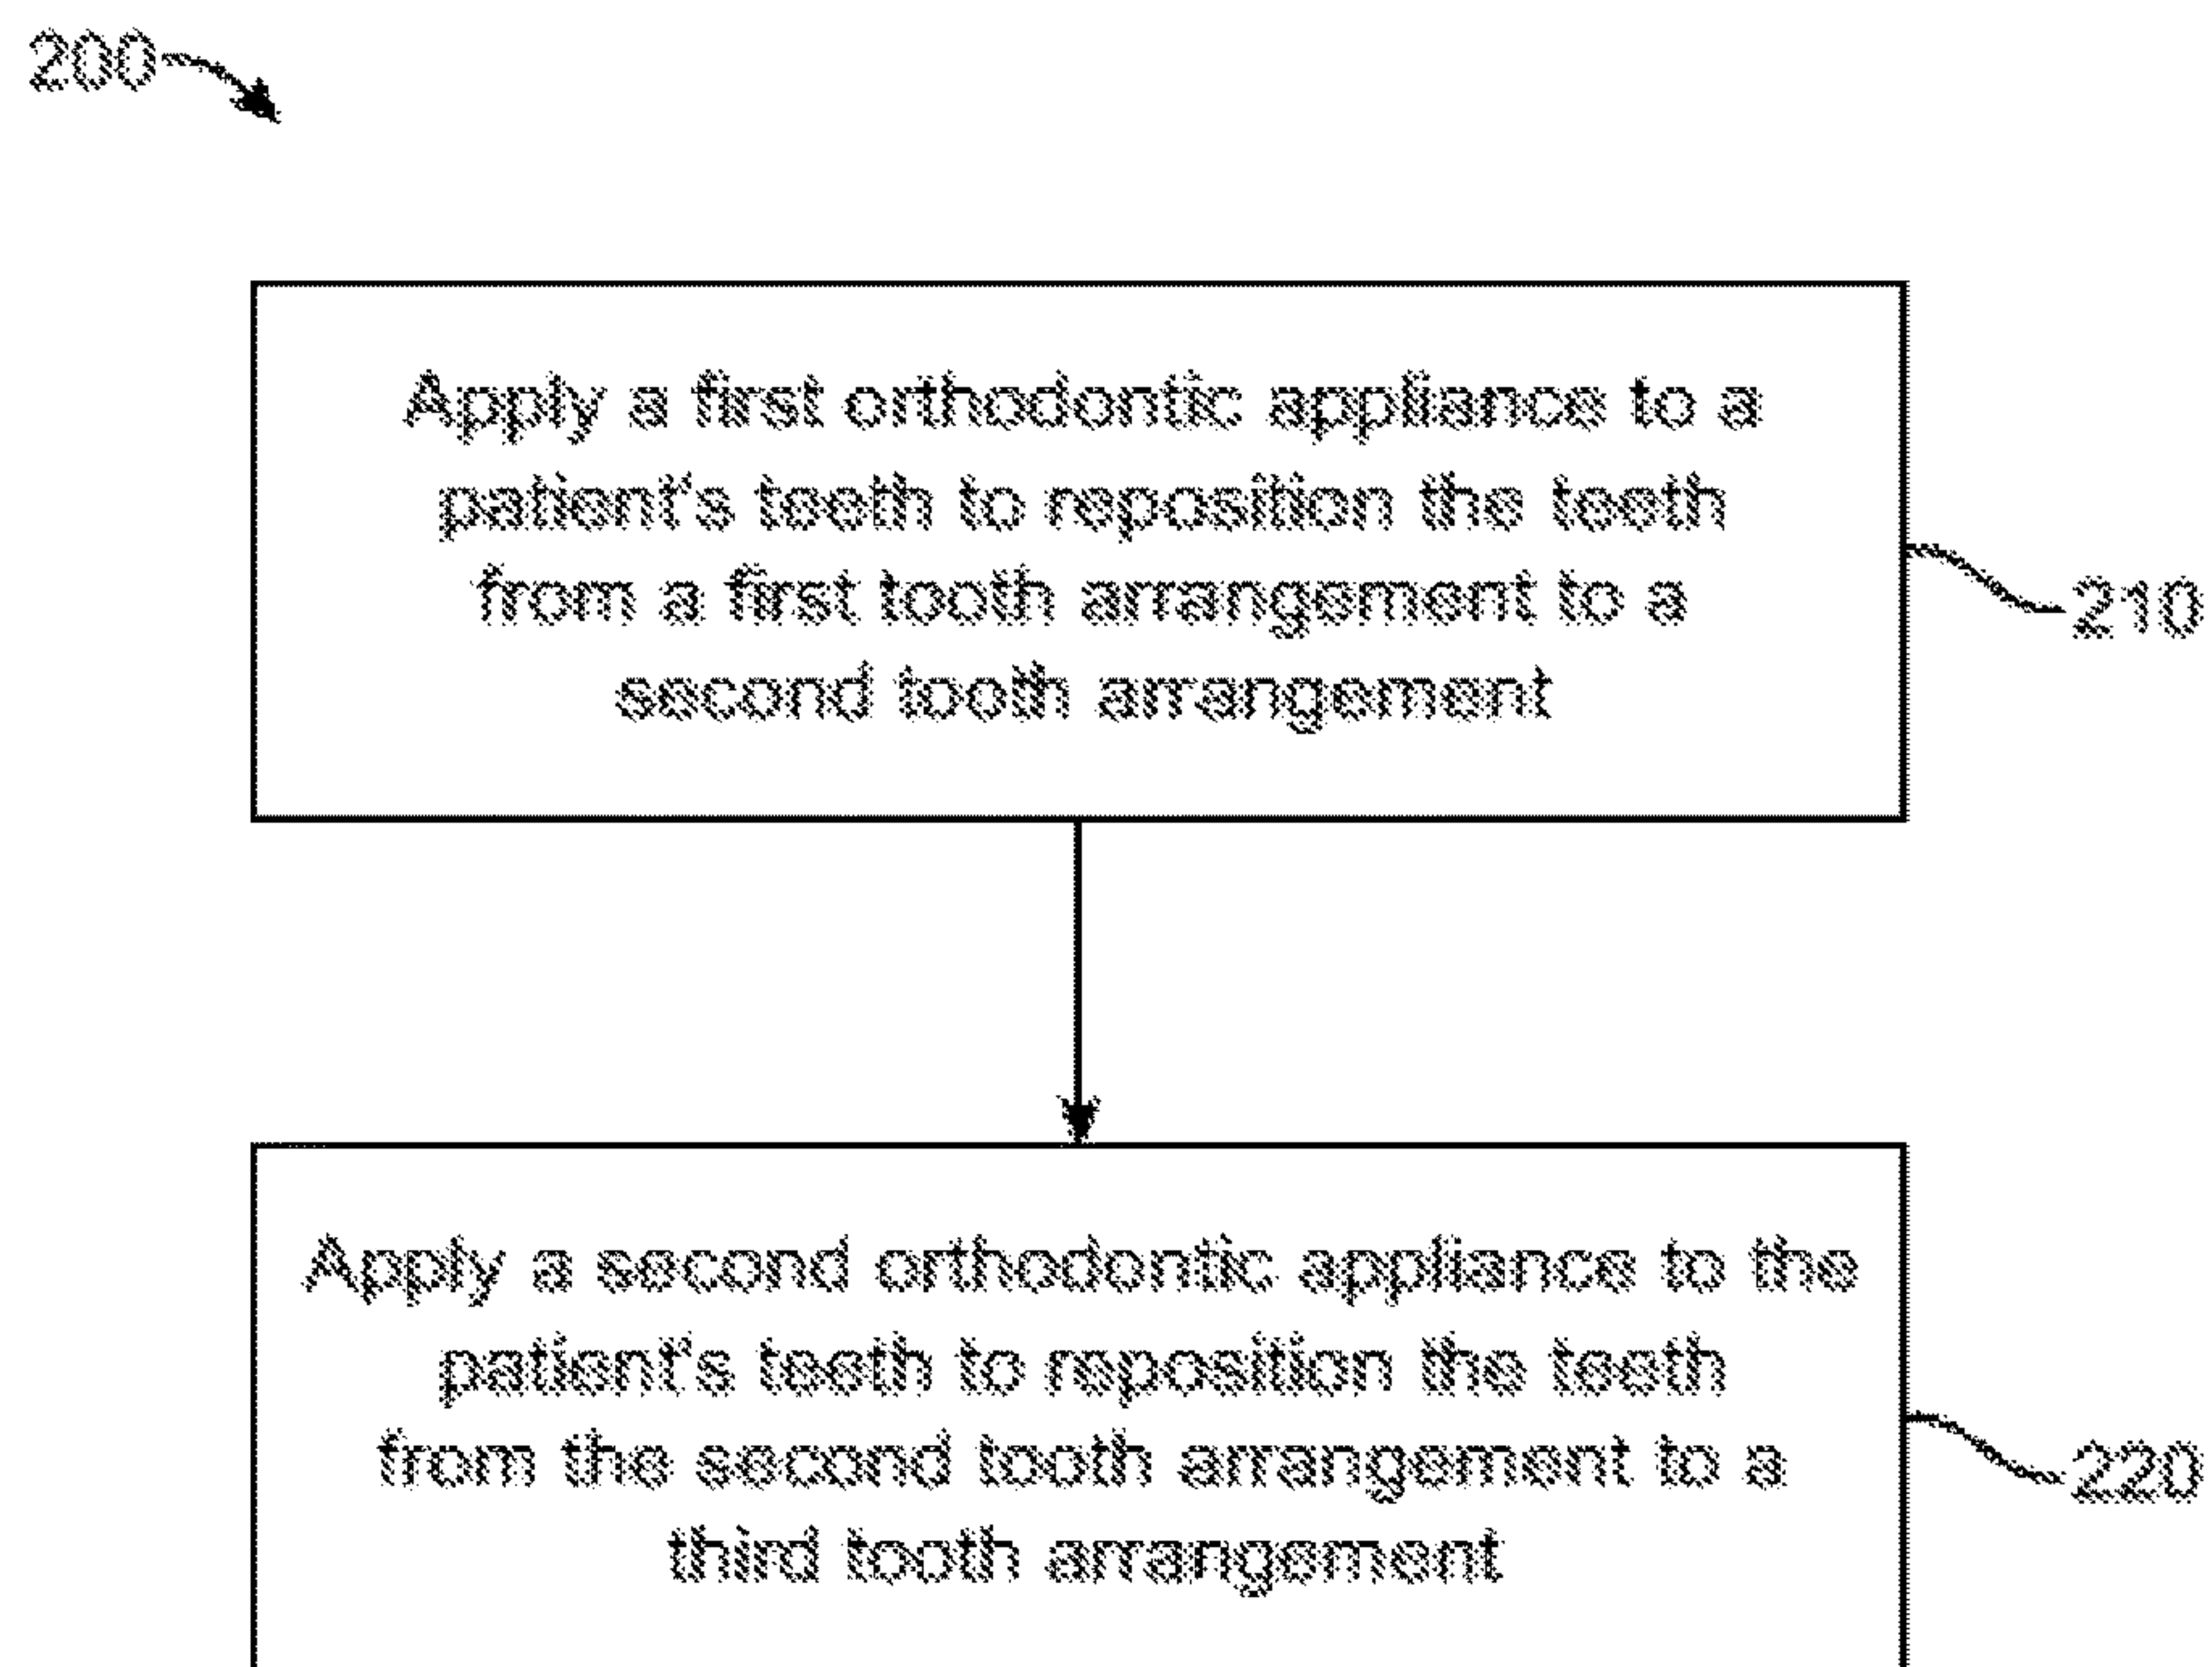 200
Apply a first orthodontic appliance to a
patient's teeth to reposition the teeth
from a first tooth arrangement to a
second tooth arrangement
210
Apply a second orthodontic appliance to the
patient's teeth to reposition the teeth
from the second tooth arrangement to a
third tooth arrangement
220